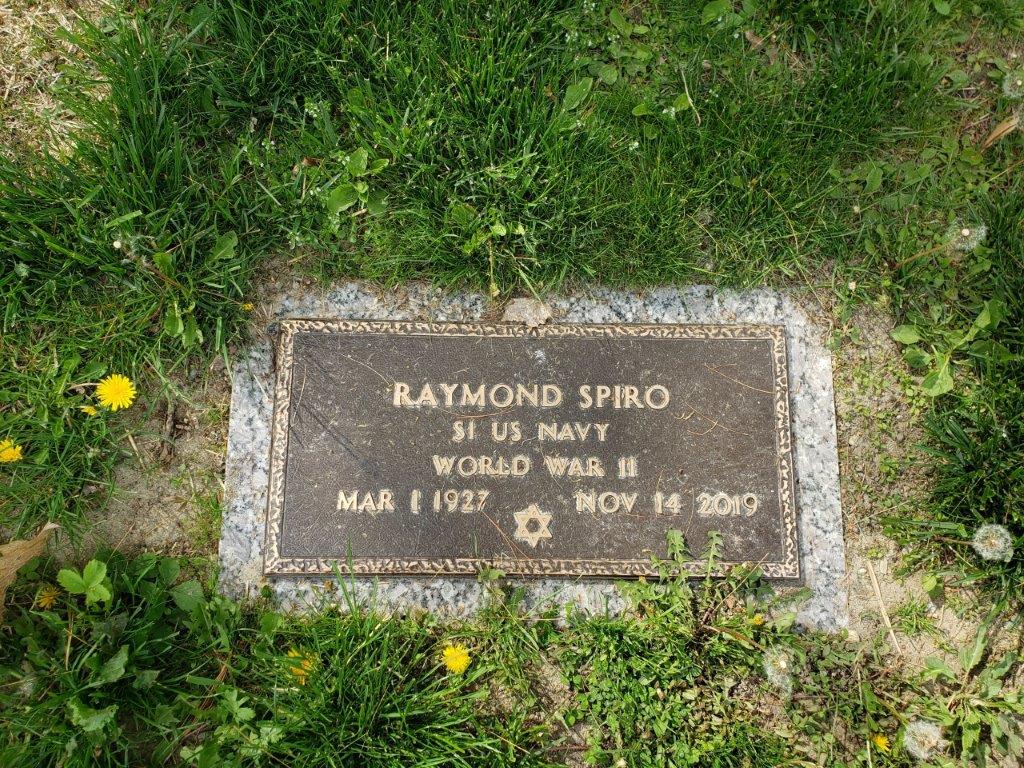 RAYMOND SPIRO
S1 US NAVY
WORLD WAR II
MAR 1 1927 NOV 14 2019